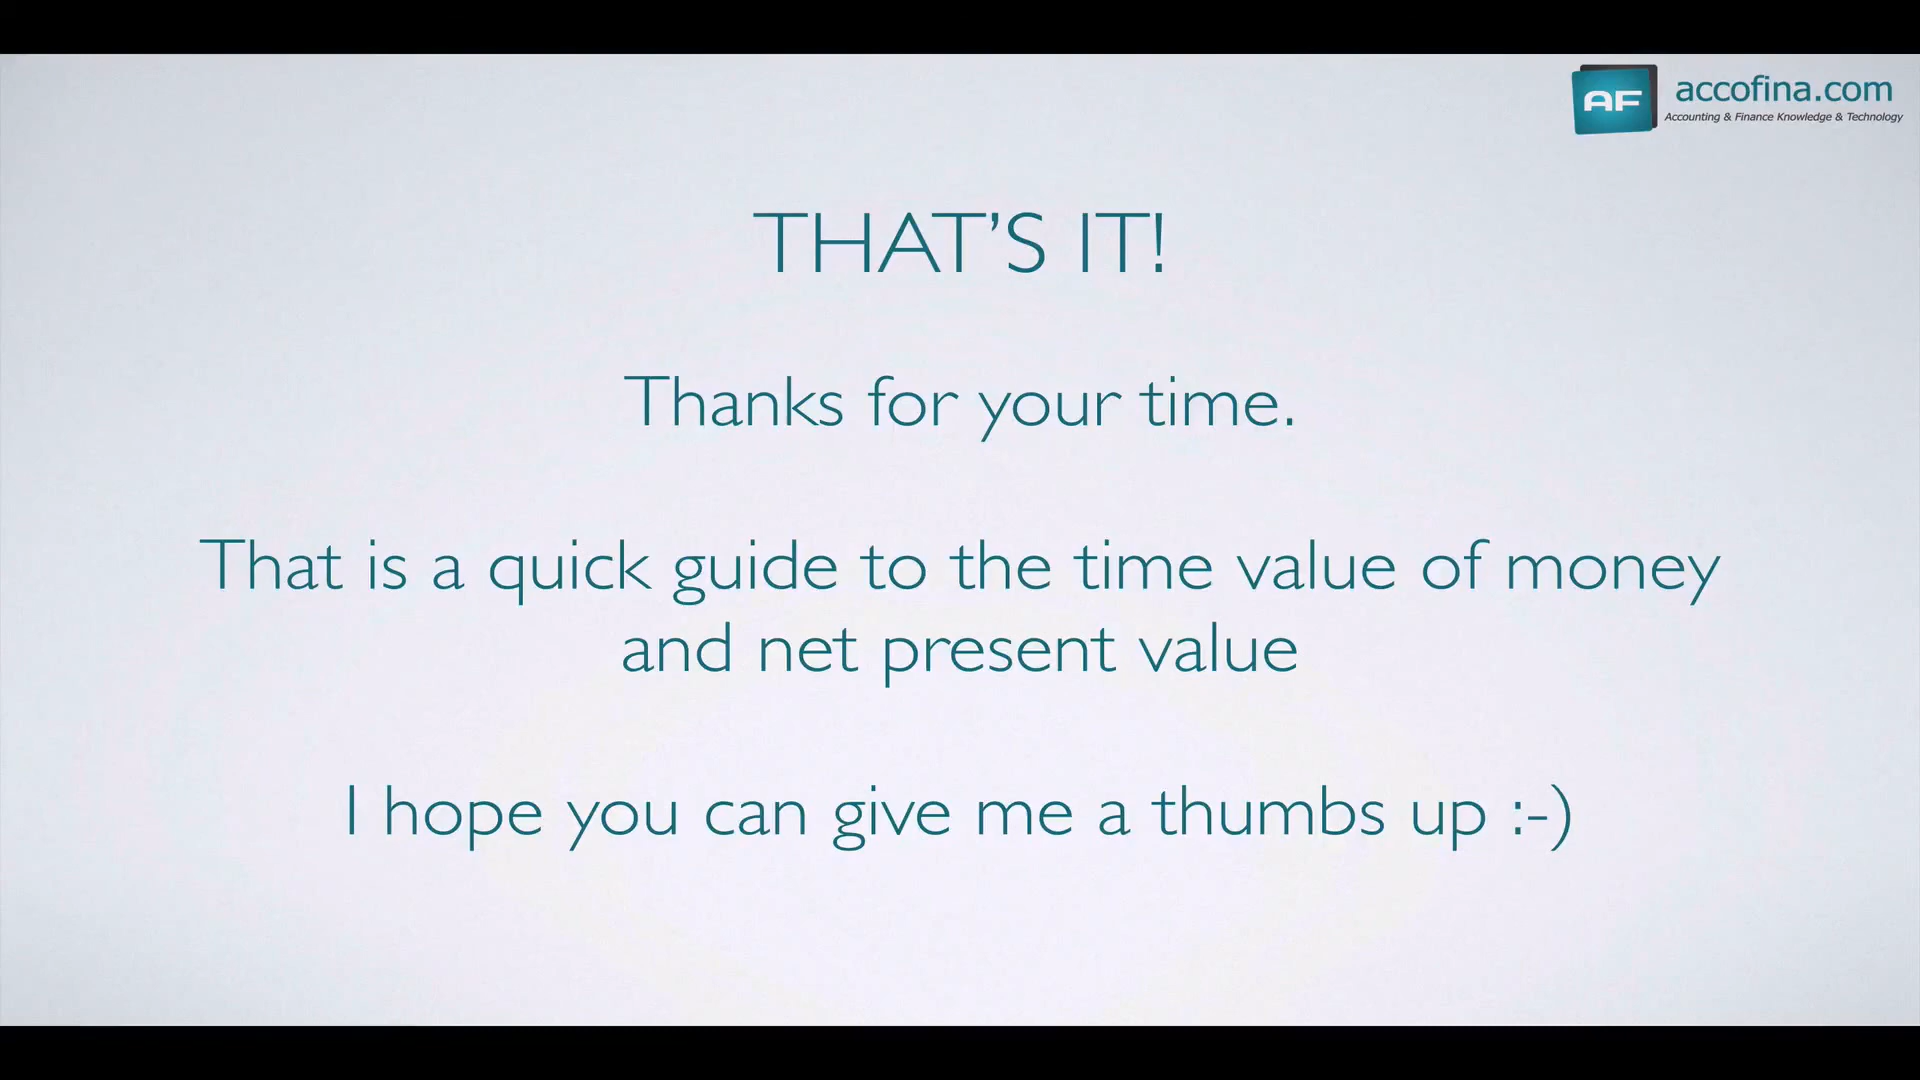 AF
accofina.com
Accounting & Finance Knowledge & Technology
THAT'S IT!
Thanks for your time.
That is a quick guide to the time value of money
and net present value
I hope you can give me a thumbs up :-)